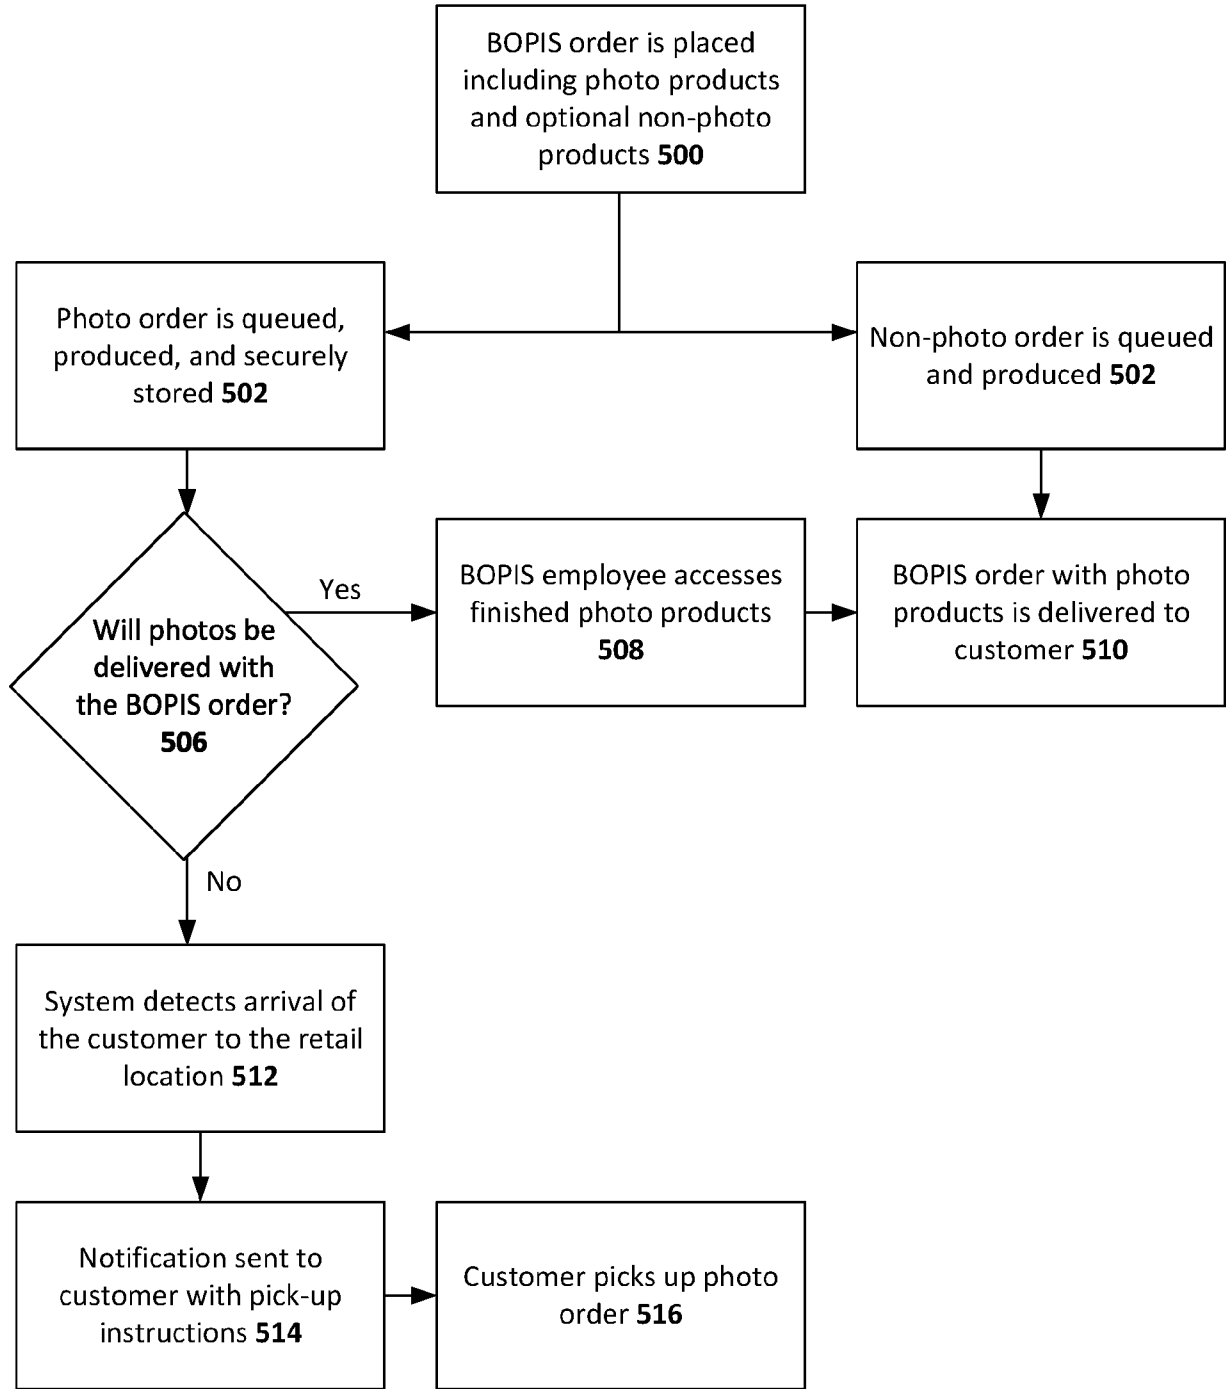 BOPIS order is placed
including photo products
and optional non-photo
products 500
Photo order is queued,
produced, and securely
stored 502
Non-photo order is queued
and produced 502
Will photos be
delivered with
the BOPIS order?
506
Yes
BOPIS employee accesses
finished photo products
508
BOPIS order with photo
products is delivered to
customer 510
No
System detects arrival of
the customer to the retail
location 512
Notification sent to
customer with pick-up
instructions 514
Customer picks up photo
order 516